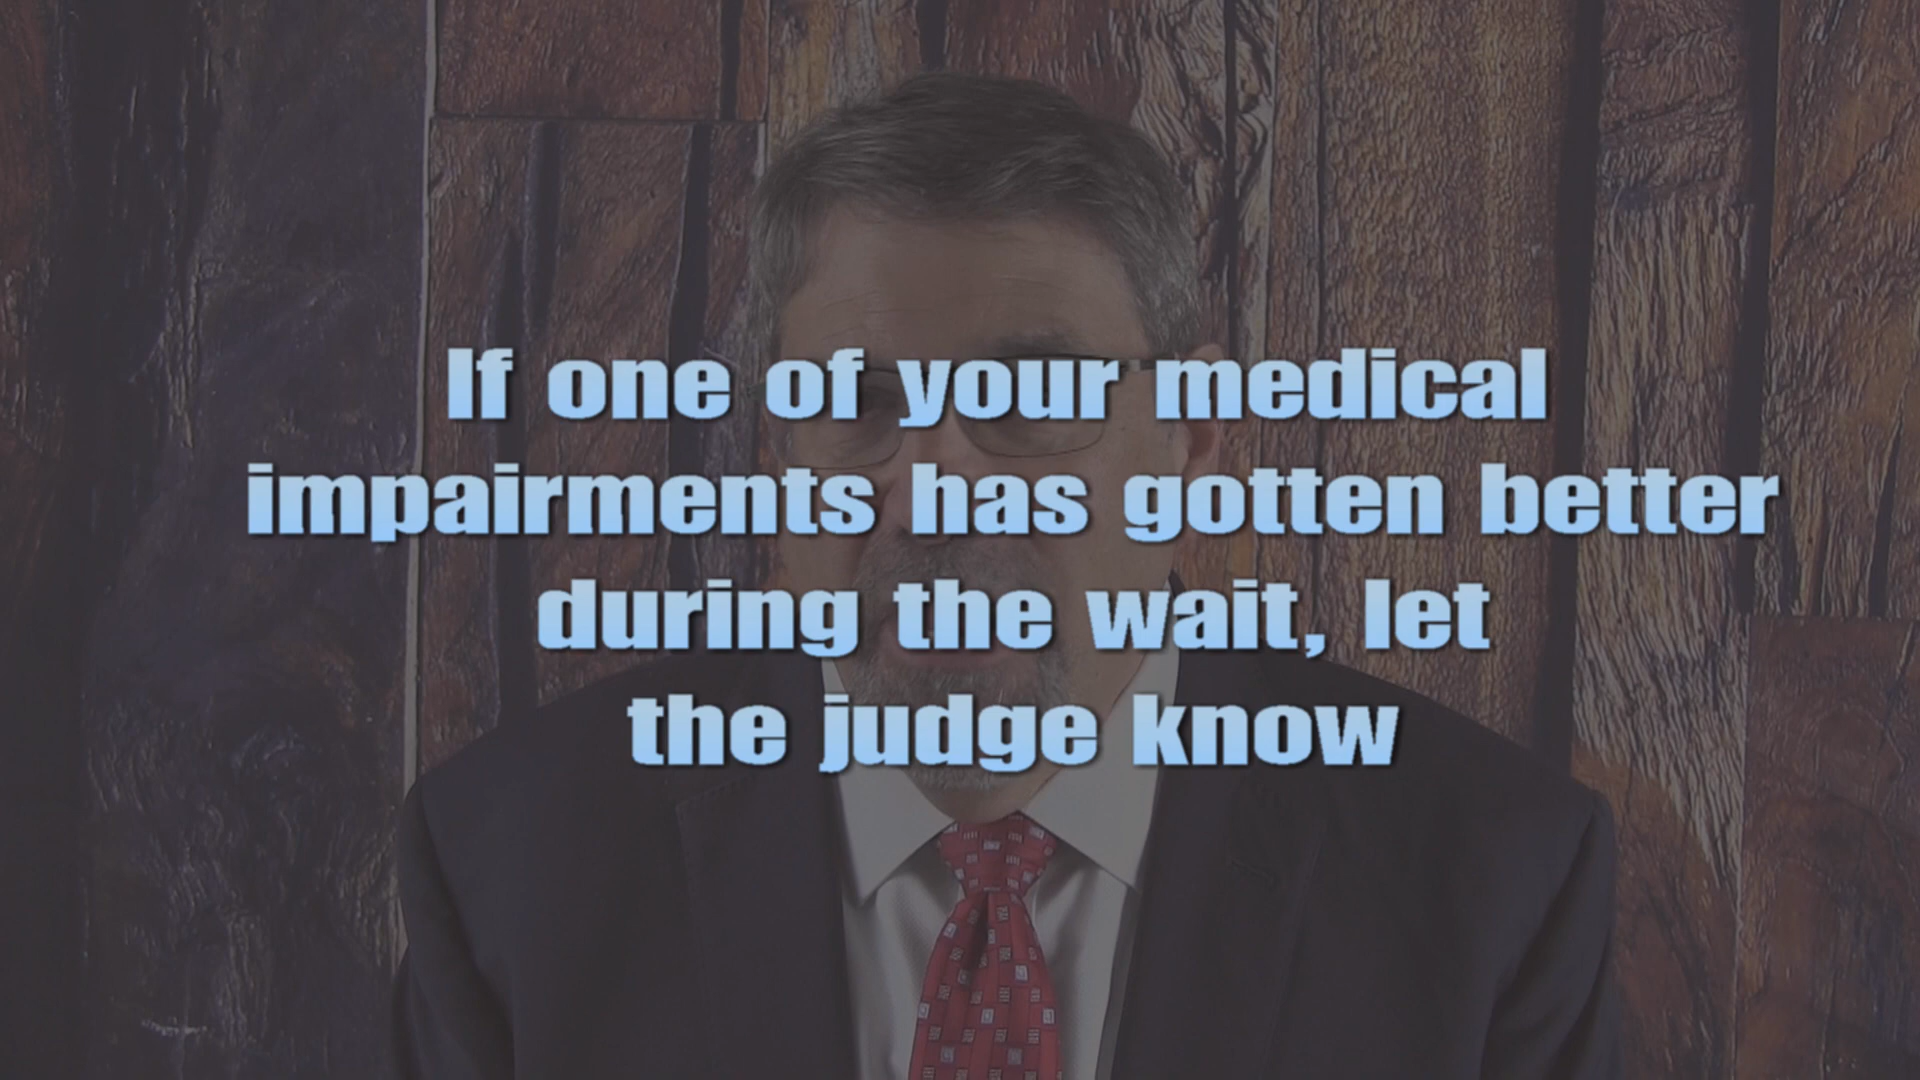 If one of your medical
impairments has gotten better
during the wait, let
the judge know